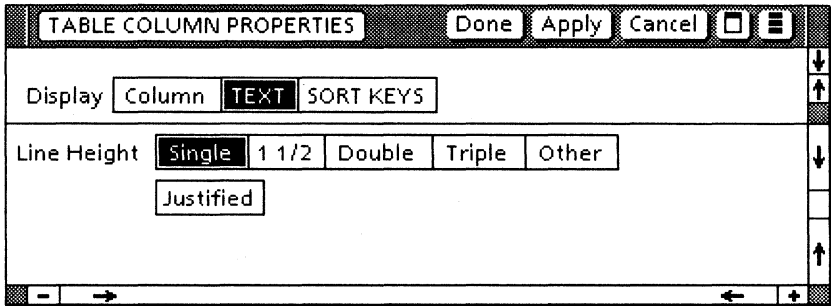 TABLE COLUMN PROPERTIES Done Apply Cancel
Display Column TEXT SORT KEYS
Line Height Single 1 1/2 Double Triple Other
Justified